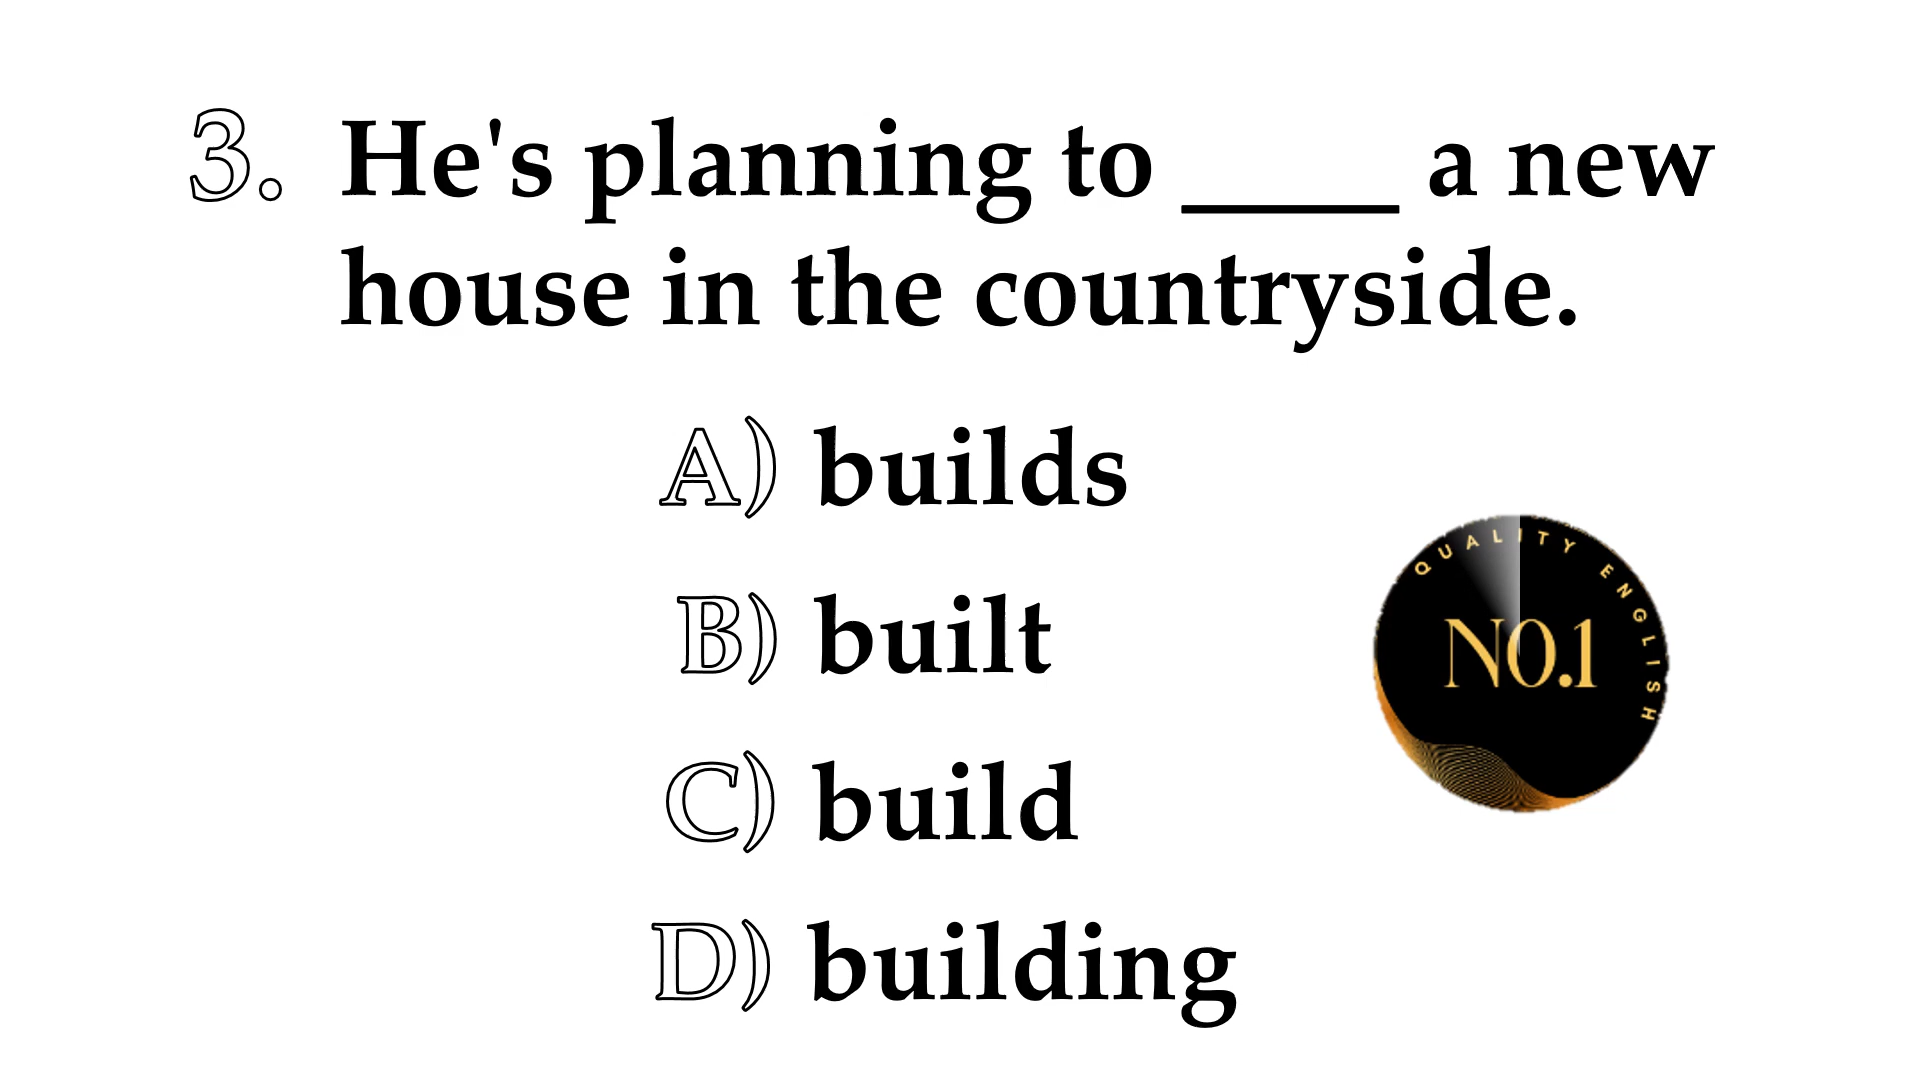 3. He's planning to ____ a new
house in the countryside.
A) builds
B) built
C) build
D) building
QUALITY ENGLISH
NO.1